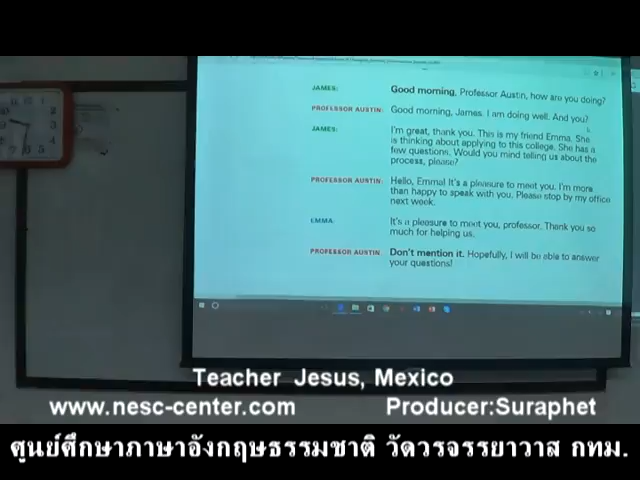 JAMES: Good morning, Professor Austin, how are you doing?
PROFESSOR AUSTIN: Good morning, James. I am doing well. And you?
JAMES: I'm great, thank you. This is my friend Emma. She
is thinking about applying to this college. She has a
few questions. Would you mind telling us about the
process, please?
PROFESSOR AUSTIN: Hello, Emma! It's a pleasure to meet you. I'm more
than happy to speak with you. Please stop by my office
next week.
EMMA: It's a pleasure to meet you, professor. Thank you so
much for helping us.
PROFESSOR AUSTIN: Don't mention it. Hopefully, I will be able to answer
your questions!
Teacher Jesus, Mexico
www.nesc-center.com Producer:Suraphet
ศูนย์ศึกษาภาษาอังกฤษธรรมชาติ วัดวรจรรยาวาส กทม.